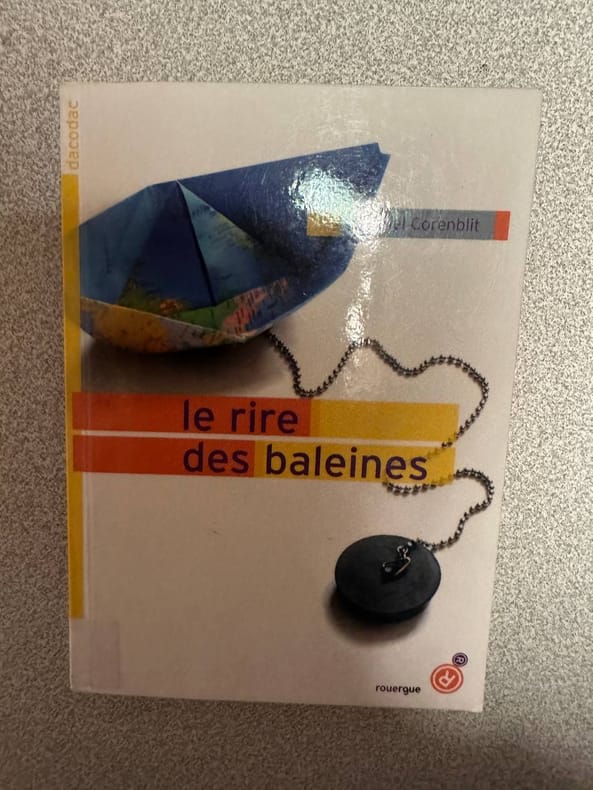 dacodac
Corenblit
le rire
des baleines
rouergue